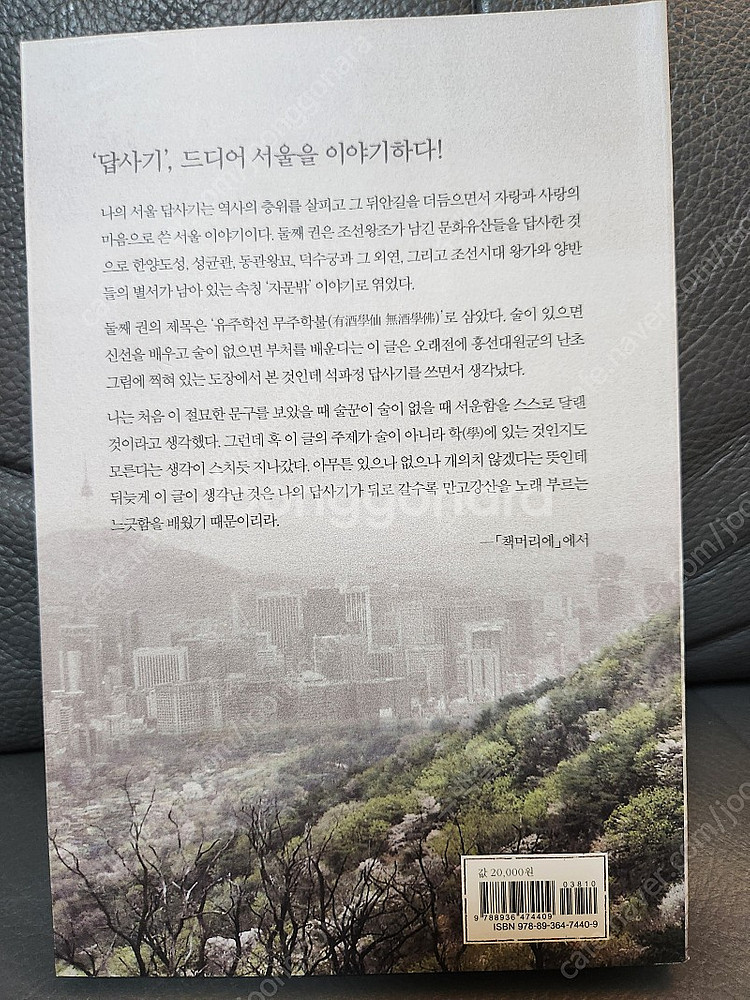 '답사기', 드디어 서울을 이야기하다!
나의 서울 답사기는 역사의 층위를 살피고 그 뒤안길을 더듬으면서 자랑과 사랑의
마음으로 쓴 서울 이야기이다. 둘째 권은 조선왕조가 남긴 문화유산들을 답사한 것
으로 한양도성, 성균관, 동관왕묘, 덕수궁과 그 외연, 그리고 조선시대 왕가와 양반
들의 별서가 남아 있는 속칭 '자문밖' 이야기로 엮었다.
둘째 권의 제목은 '유주학선 무주학불(有酒學仙 無酒學佛)'로 삼았다. 술이 있으면
신선을 배우고 술이 없으면 부처를 배운다는 이 글은 오래전에 흥선대원군의 난초
그림에 찍혀 있는 도장에서 본 것인데 석파정 답사기를 쓰면서 생각났다.
나는 처음 이 절묘한 문구를 보았을 때 술꾼이 술이 없을 때 서운함을 스스로 달랜
것이라고 생각했다. 그런데 혹 이 글의 주제가 술이 아니라 학(學)에 있는 것인지도
모른다는 생각이 스치듯 지나갔다. 아무튼 있으나 없으나 개의치 않겠다는 뜻인데
뒤늦게 이 글이 생각난 것은 나의 답사기가 뒤로 갈수록 만고강산을 노래 부르는
느긋함을 배웠기 때문이리라.
―「책머리에」에서
joonggonara
값 20,000원
03810
9 788936 474409
ISBN 978-89-364-7440-9